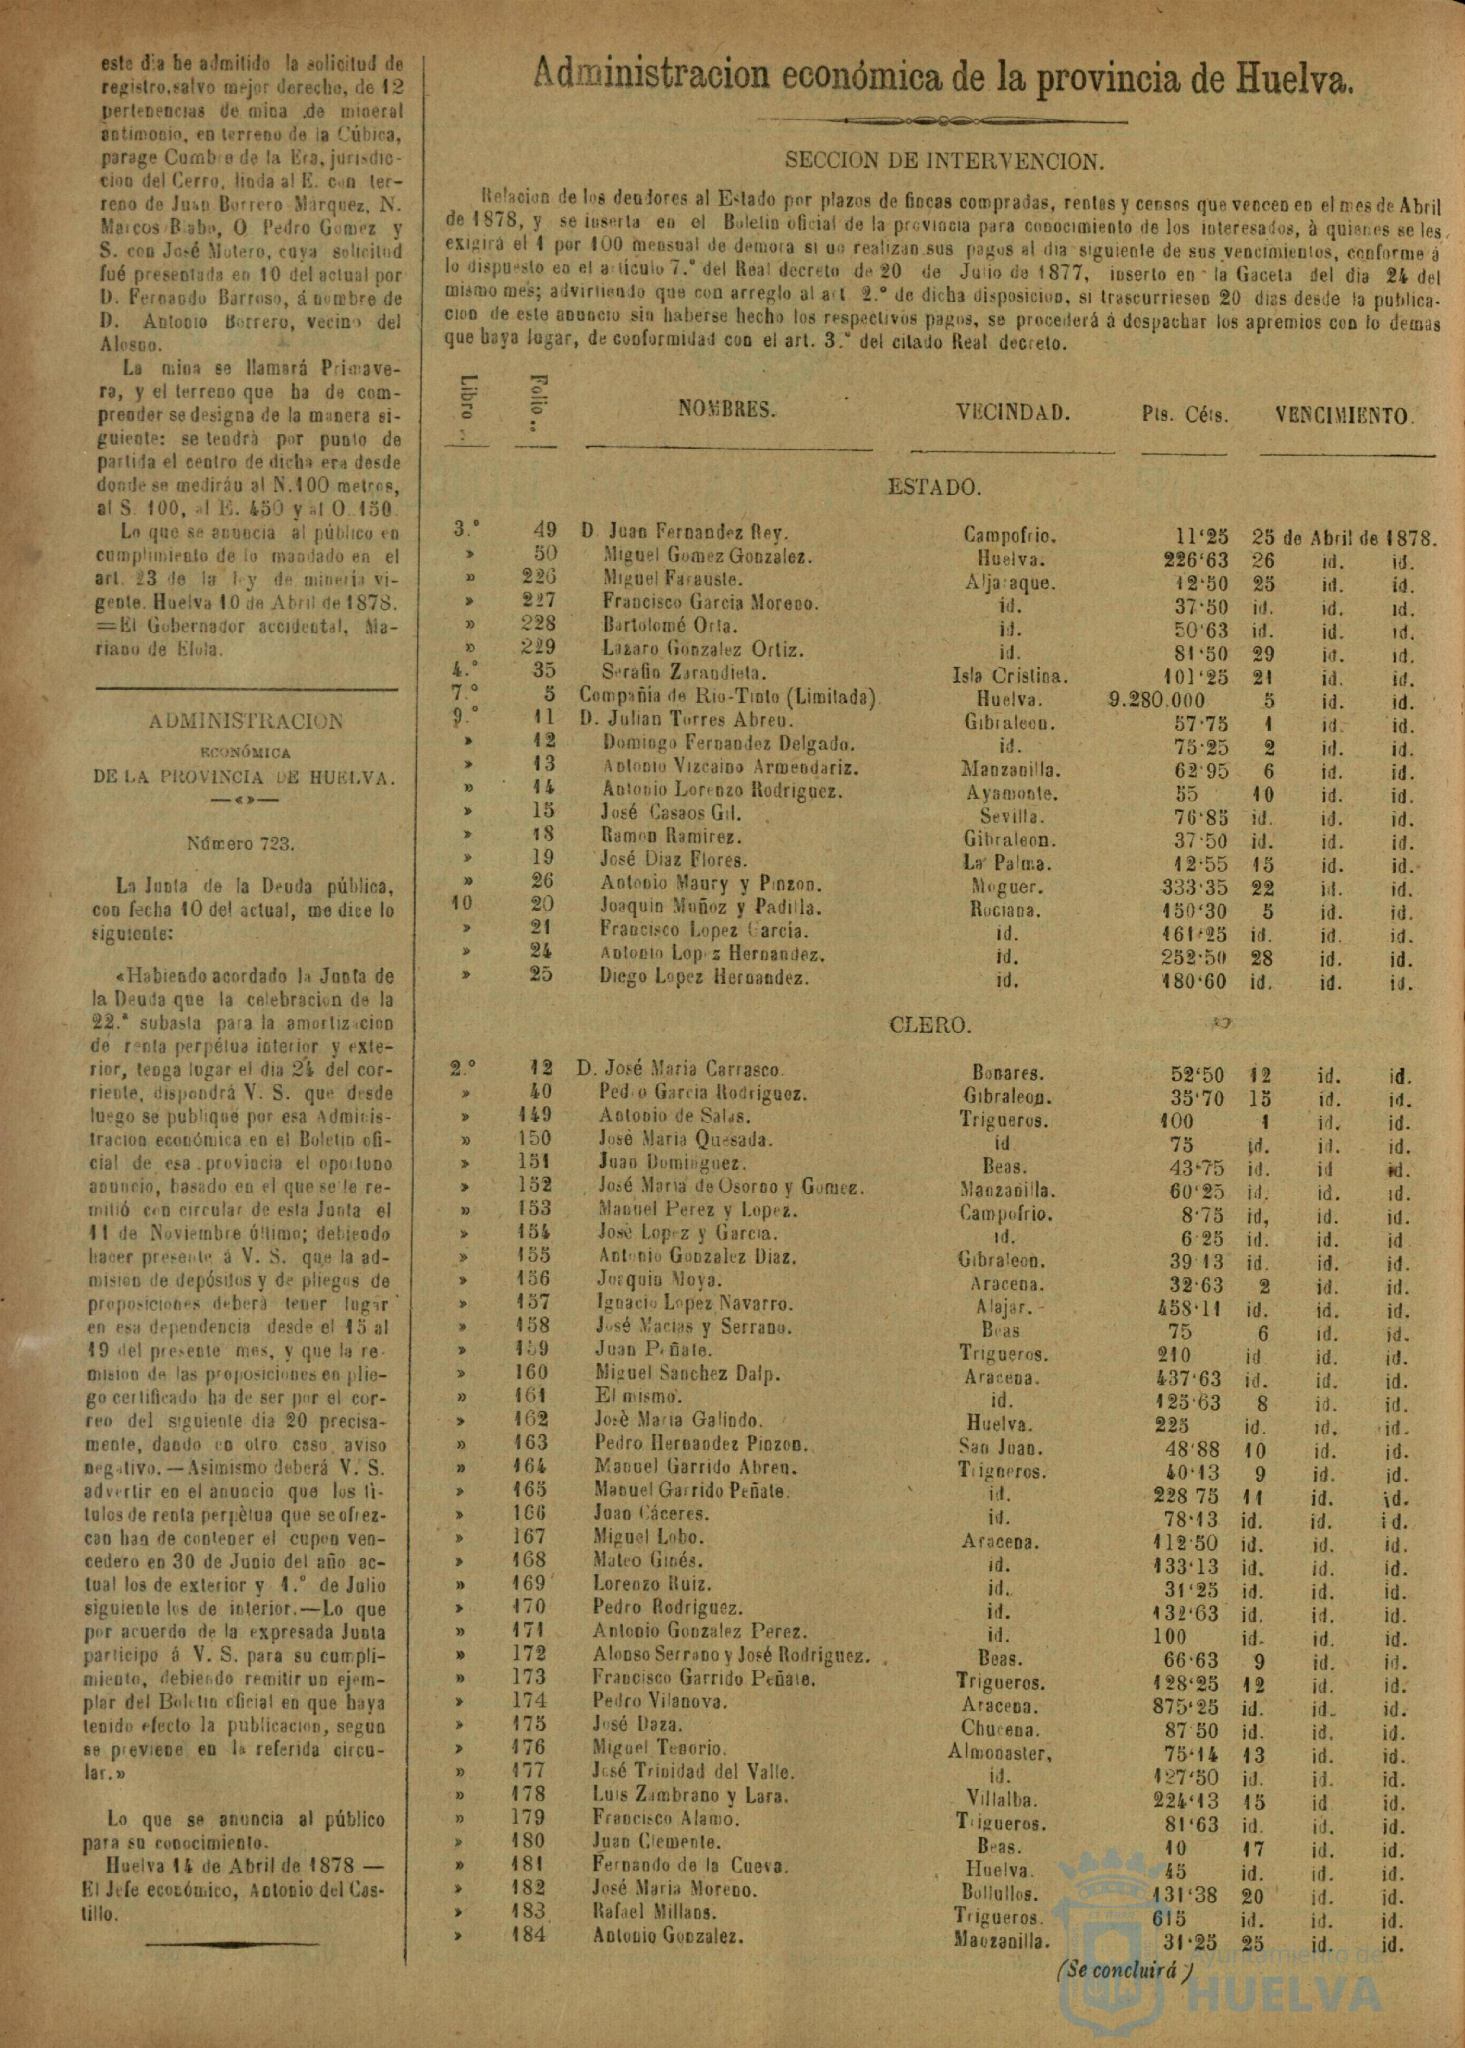 este dia he admitido la solicitud de
registro, salvo mejor derecho, de 12
pertenencias de mina de mineral
antimonio, en terreno de la Cúbica,
parage Cumbre de la Era, jurisdic-
cion del Cerro, linda al E. con ter-
reno de Juan Borrero Marquez, N.
Marcos Rabo, O Pedro Gomez y
S. con José Motero, cuya solicitud
fué presentada en 10 del actual por
D. Fernando Barroso, á nombre de
D. Antonio Borrero, vecino del
Alosno.
La mina se llamará Primave-
ra, y el terreno que ha de com-
prender se designa de la manera si-
guiente: se tendrá por punto de
partida el centro de dicha era desde
donde se medirán al N. 100 metros,
al S. 100, al E. 450 y al O. 150.
Lo que se anuncia al público en
cumplimiento de lo mandado en el
art. 23 de la ley de mineria vi-
gente. Huelva 10 de Abril de 1878.
=El Gobernador accidental, Ma-
riano de Elola.
ADMINISTRACION
ECONÓMICA
DE LA PROVINCIA DE HUELVA.
—«»—
Número 723.
La Junta de la Deuda pública,
con fecha 10 del actual, me dice lo
siguiente:
«Habiendo acordado la Junta de
la Deuda que la celebracion de la
22.ª subasta para la amortizacion
de renta perpétua interior y exte-
rior, tenga lugar el dia 24 del cor-
riente, dispondrá V. S. que desde
luego se publique por esa Adminis-
tracion económica en el Boletin ofi-
cial de esa provincia el oportuno
anuncio, basado en el que se le re-
mitió con circular de esta Junta el
11 de Noviembre último; debiendo
hacer presente á V. S. que la ad-
mision de depósitos y de pliegos de
proposiciones deberá tener lugar
en esa dependencia desde el 15 al
19 del presente mes, y que la re-
mision de las proposiciones en plie-
go certificado ha de ser por el cor-
reo del siguiente dia 20 precisa-
mente, dando en otro caso aviso
negativo.—Asimismo deberá V. S.
advertir en el anuncio que los ti-
tulos de renta perpètua que se ofrez-
can han de contener el cupon ven-
cedero en 30 de Junio del año ac-
tual los de exterior y 1.º de Julio
siguiente los de interior.—Lo que
por acuerdo de la expresada Junta
participo á V. S. para su cumpli-
miento, debiendo remitir un ejem-
plar del Boletin oficial en que haya
tenido efecto la publicacion, segun
se previene en la referida circu-
lar.»
Lo que se anuncia al público
para su conocimiento.
Huelva 14 de Abril de 1878—
El Jefe económico, Antonio del Cas-
tillo.
Administracion económica de la provincia de Huelva.
SECCION DE INTERVENCION.
Relacion de los deudores al Estado por plazos de fincas compradas, rentas y censos que vencen en el mes de Abril
de 1878, y se inserta en el Boletin oficial de la provincia para conocimiento de los interesados, à quienes se les
exigirá el 1 por 100 mensual de demora si no realizan sus pagos al dia siguiente de sus vencimientos, conforme á
lo dispuesto en el articulo 7.º del Real decreto de 20 de Julio de 1877, inserto en la Gaceta del dia 24 del
mismo mes; advirtiendo que con arreglo al art. 2.º de dicha disposicion, si trascurriesen 20 dias desde la publica-
cion de este anuncio sin haberse hecho los respectivos pagos, se procederá á despachar los apremios con lo demas
que haya lugar, de conformidad con el art. 3.º del citado Real decreto.
Libro Folio.. NOMBRES. VECINDAD. Pts. Céts. VENCIMIENTO.
ESTADO.
3.º 49 D. Juan Fernandez Rey. Campofrio. 11'25 25 de Abril de 1878.
» 50 Miguel Gomez Gonzalez. Huelva. 226'63 26 id. id.
» 226 Miguel Farauste. Aljaraque. 12'50 25 id. id.
» 227 Francisco Garcia Moreno. id. 37'50 id. id. id.
» 228 Bartolomé Orta. id. 50'63 id. id. id.
» 229 Lazaro Gonzalez Ortiz. id. 81'50 29 id. id.
4.º 35 Serafin Zarandieta. Isla Cristina. 101'25 21 id. id.
7.º 5 Compañia de Rio-Tinto (Limitada). Huelva. 9.280.000 5 id. id.
9.º 11 D. Julian Torres Abreu. Gibraleon. 57'75 1 id. id.
» 12 Domingo Fernandez Delgado. id. 75'25 2 id. id.
» 13 Antonio Vizcaino Armendariz. Manzanilla. 62'95 6 id. id.
» 14 Antonio Lorenzo Rodriguez. Ayamonte. 55 10 id. id.
» 15 José Casaos Gil. Sevilla. 76'85 id. id. id.
» 18 Ramon Ramirez. Gibraleon. 37'50 id. id. id.
» 19 José Diaz Flores. La Palma. 12'55 15 id. id.
» 26 Antonio Maury y Pinzon. Moguer. 333'35 22 id. id.
10 20 Joaquin Muñoz y Padilla. Rociana. 150'30 5 id. id.
» 21 Francisco Lopez Garcia. id. 161'25 id. id. id.
» 24 Antonio Lopez Hernandez. id. 252'50 28 id. id.
» 25 Diego Lopez Hernandez. id. 180'60 id. id. id.
CLERO.
2.º 12 D. José Maria Carrasco. Bonares. 52'50 12 id. id.
» 40 Pedro Garcia Rodriguez. Gibraleon. 35'70 15 id. id.
» 149 Antonio de Salas. Trigueros. 100 1 id. id.
» 150 José Maria Quesada. id 75 id. id. id.
» 151 Juan Dominguez. Beas. 43'75 id. id id.
» 152 José Maria de Osorno y Gomez. Manzanilla. 60'25 id. id. id.
» 153 Manuel Perez y Lopez. Campofrio. 8'75 id, id. id.
» 154 José Lopez y Garcia. id. 6'25 id. id. id
» 155 Antonio Gonzalez Diaz. Gibraleon. 39 13 id. id. id.
» 156 Joaquin Moya. Aracena. 32'63 2 id. id.
» 157 Ignacio Lopez Navarro. Alajar. 458'11 id. id. id.
» 158 José Macias y Serrano. Beas 75 6 id. id.
» 159 Juan Peñate. Trigueros. 210 id id. id.
» 160 Miguel Sanchez Dalp. Aracena. 437'63 id. id. id.
» 161 El mismo. id. 125'63 8 id. id.
» 162 Josè Maria Galindo. Huelva. 225 id. id. id.
» 163 Pedro Hernandez Pinzon. San Juan. 48'88 10 id. id.
» 164 Manuel Garrido Abreu. Trigueros. 40'13 9 id. id.
» 165 Manuel Garrido Peñate. id. 228 75 11 id. id.
» 166 Juan Cáceres. id. 78'13 id. id. id.
» 167 Miguel Lobo. Aracena. 112'50 id. id. id.
» 168 Mateo Ginés. id. 133'13 id. id. id.
» 169 Lorenzo Ruiz. id. 31'25 id. id. id.
» 170 Pedro Rodriguez. id. 132'63 id. id. id.
» 171 Antonio Gonzalez Perez. id. 100 id. id. id.
» 172 Alonso Serrano y José Rodriguez. Beas. 66'63 9 id. id.
» 173 Francisco Garrido Peñate. Trigueros. 128'25 12 id. id.
» 174 Pedro Vilanova. Aracena. 875'25 id. id. id.
» 175 José Daza. Chucena. 87 50 id. id. id.
» 176 Miguel Tenorio. Almonaster, 75'14 13 id. id.
» 177 José Trinidad del Valle. id. 127'50 id. id. id.
» 178 Luis Zambrano y Lara. Villalba. 224'13 15 id id.
» 179 Francisco Alamo. Trigueros. 81'63 id. id. id.
» 180 Juan Clemente. Beas. 10 17 id. id.
» 181 Fernando de la Cueva. Huelva. 45 id. id. id.
» 182 José Maria Moreno. Bollullos. 131'38 20 id. id.
» 183 Rafael Millans. Trigueros. 615 id. id. id.
» 184 Antonio Gonzalez. Manzanilla. 31'25 25 id. id.
(Se concluirá)
Ayuntamiento de
HUELVA